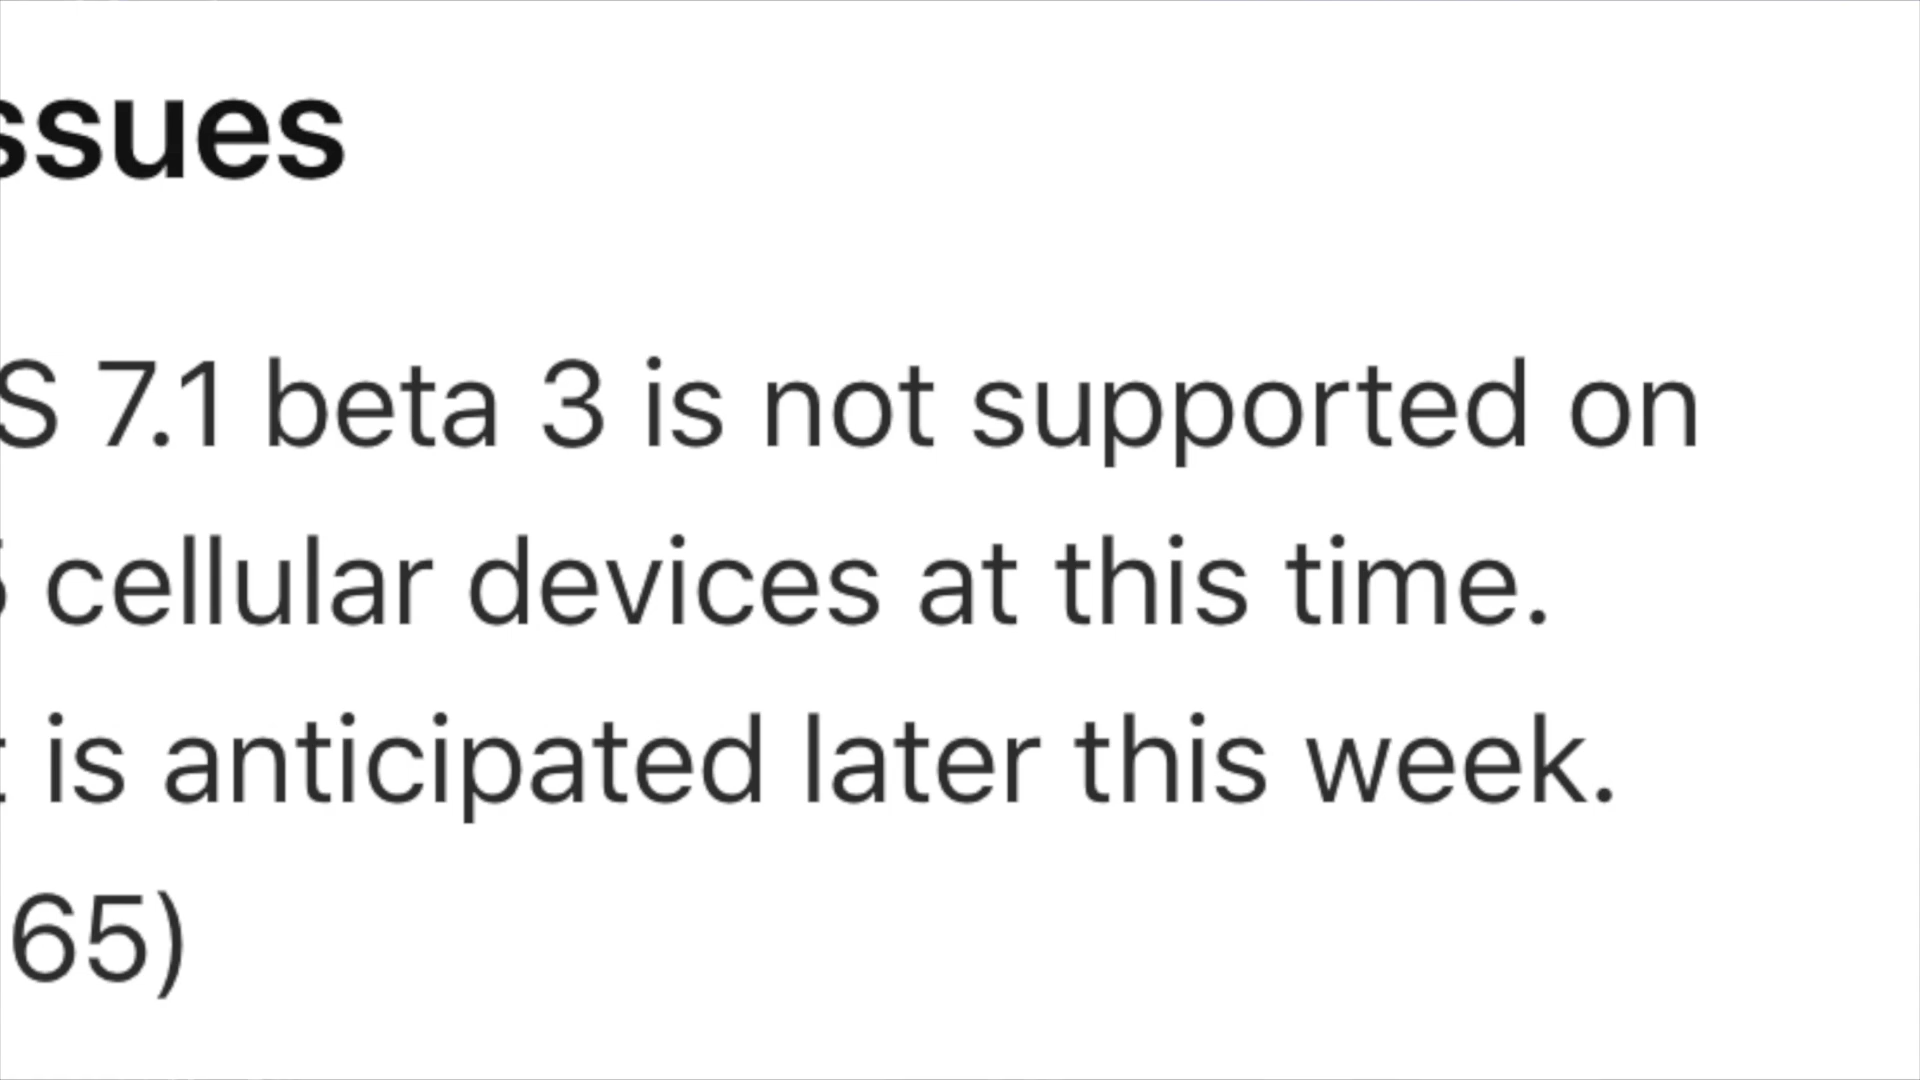 ssues
S 7.1 beta 3 is not supported on
cellular devices at this time.
is anticipated later this week.
65)